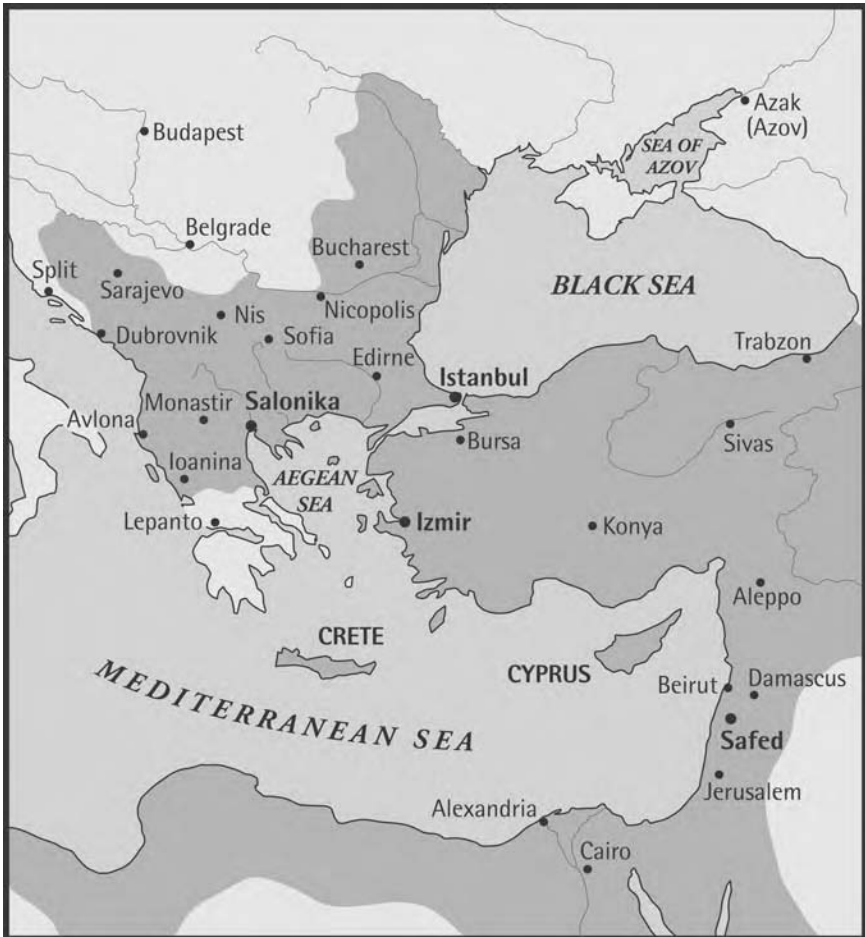 Azak
(Azov)
SEA OF
AZOV
Budapest
Belgrade
Bucharest
Split
Sarajevo
BLACK SEA
Nis
Nicopolis
Dubrovnik
Sofia
Trabzon
Edirne
Istanbul
Monastir
Salonika
Avlona
Bursa
Sivas
Ioanina
AEGEAN
SEA
Lepanto
Izmir
Konya
Aleppo
CRETE
CYPRUS
Beirut
Damascus
MEDITERRANEAN SEA
Safed
Jerusalem
Alexandria
Cairo